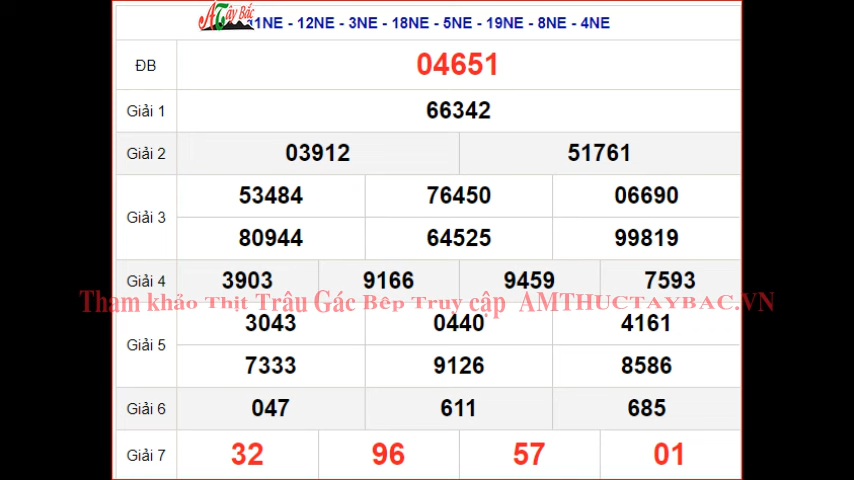 ATây Bắc
11NE - 12NE - 3NE - 18NE - 5NE - 19NE - 8NE - 4NE
ĐB 04651
Giải 1 66342
Giải 2 03912 51761
53484 76450 06690
Giải 3
80944 64525 99819
Giải 4 3903 9166 9459 7593
Tham khảo Thịt Trâu Gác Bếp Truy cập AMTHUCTAYBAC.VN
3043 0440 4161
Giải 5
7333 9126 8586
Giải 6 047 611 685
Giải 7 32 96 57 01